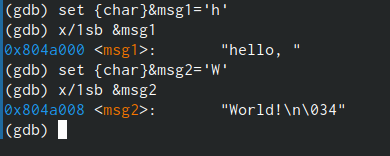 (gdb) set {char}&msg1='h'
(gdb) x/1sb &msg1
0x804a000 <msg1>:       "hello, "
(gdb) set {char}&msg2='W'
(gdb) x/1sb &msg2
0x804a008 <msg2>:       "World!\n\034"
(gdb)